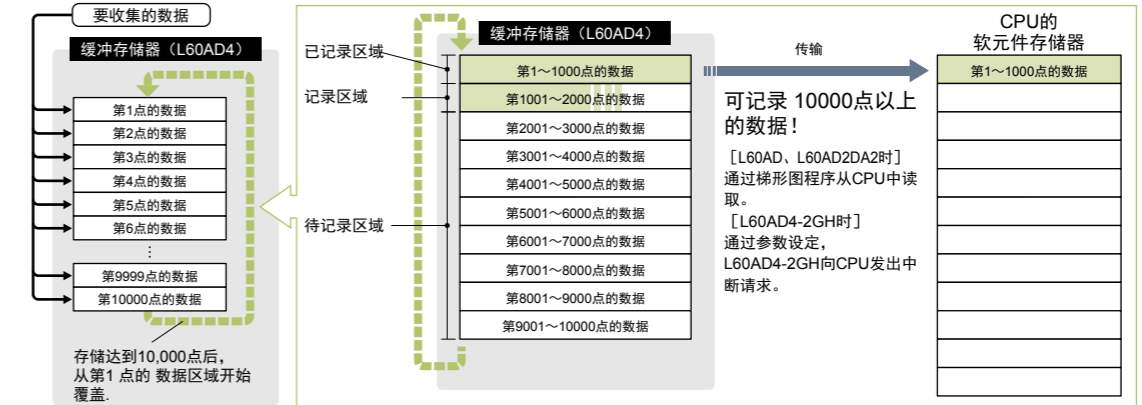 要收集的数据
缓冲存储器（L60AD4）
第1点的数据
第2点的数据
第3点的数据
第4点的数据
第5点的数据
第6点的数据
⋮
第9999点的数据
第10000点的数据
存储达到10,000点后，
从第1 点的 数据区域开始
覆盖.
已记录区域
记录区域
待记录区域
缓冲存储器（L60AD4）
第1～1000点的数据
第1001～2000点的数据
第2001～3000点的数据
第3001～4000点的数据
第4001～5000点的数据
第5001～6000点的数据
第6001～7000点的数据
第7001～8000点的数据
第8001～9000点的数据
第9001～10000点的数据
传输
可记录 10000点以上
的数据！
［L60AD、L60AD2DA2时］
通过梯形图程序从CPU中读
取。
［L60AD4-2GH时］
通过参数设定，
L60AD4-2GH向CPU发出中
断请求。
CPU的
软元件存储器
第1～1000点的数据